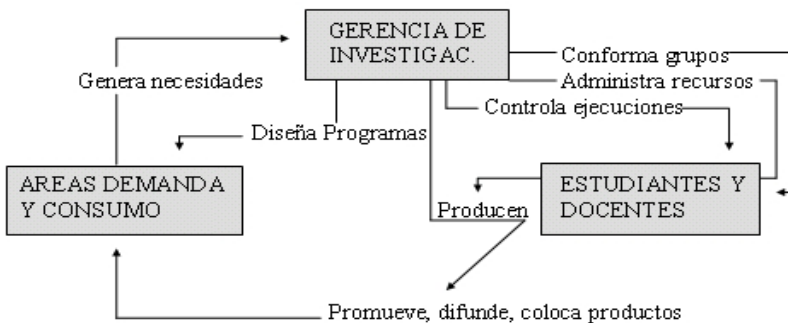 GERENCIA DE
INVESTIGAC.
Conforma grupos
Genera necesidades
Administra recursos
Controla ejecuciones
Diseña Programas
AREAS DEMANDA
Y CONSUMO
ESTUDIANTES Y
DOCENTES
Producen
Promueve, difunde, coloca productos